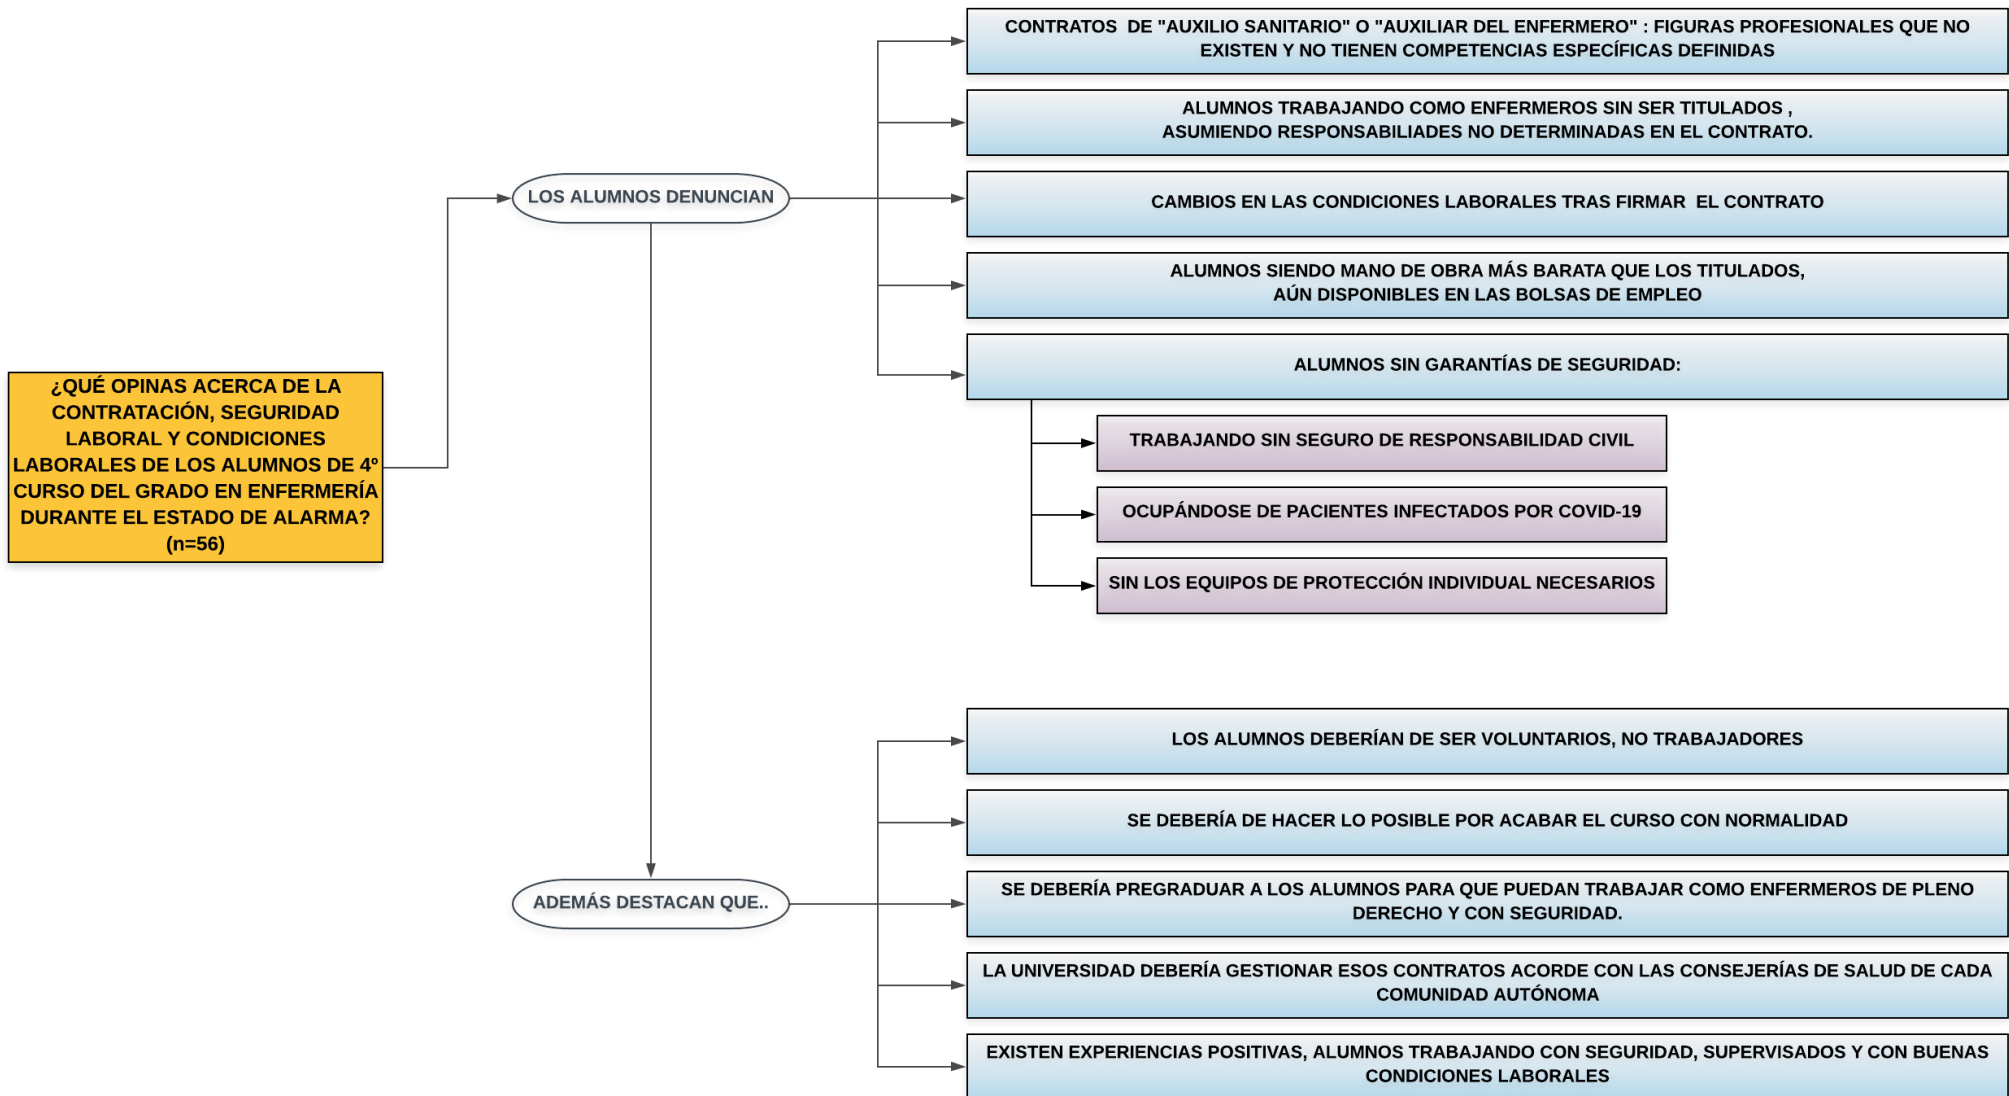 ¿QUÉ OPINAS ACERCA DE LA
CONTRATACIÓN, SEGURIDAD
LABORAL Y CONDICIONES
LABORALES DE LOS ALUMNOS DE 4º
CURSO DEL GRADO EN ENFERMERÍA
DURANTE EL ESTADO DE ALARMA?
(n=56)
LOS ALUMNOS DENUNCIAN
CONTRATOS DE "AUXILIO SANITARIO" O "AUXILIAR DEL ENFERMERO" : FIGURAS PROFESIONALES QUE NO
EXISTEN Y NO TIENEN COMPETENCIAS ESPECÍFICAS DEFINIDAS
ALUMNOS TRABAJANDO COMO ENFERMEROS SIN SER TITULADOS ,
ASUMIENDO RESPONSABILIADES NO DETERMINADAS EN EL CONTRATO.
CAMBIOS EN LAS CONDICIONES LABORALES TRAS FIRMAR EL CONTRATO
ALUMNOS SIENDO MANO DE OBRA MÁS BARATA QUE LOS TITULADOS,
AÚN DISPONIBLES EN LAS BOLSAS DE EMPLEO
ALUMNOS SIN GARANTÍAS DE SEGURIDAD:
TRABAJANDO SIN SEGURO DE RESPONSABILIDAD CIVIL
OCUPÁNDOSE DE PACIENTES INFECTADOS POR COVID-19
SIN LOS EQUIPOS DE PROTECCIÓN INDIVIDUAL NECESARIOS
ADEMÁS DESTACAN QUE..
LOS ALUMNOS DEBERÍAN DE SER VOLUNTARIOS, NO TRABAJADORES
SE DEBERÍA DE HACER LO POSIBLE POR ACABAR EL CURSO CON NORMALIDAD
SE DEBERÍA PREGRADUAR A LOS ALUMNOS PARA QUE PUEDAN TRABAJAR COMO ENFERMEROS DE PLENO
DERECHO Y CON SEGURIDAD.
LA UNIVERSIDAD DEBERÍA GESTIONAR ESOS CONTRATOS ACORDE CON LAS CONSEJERÍAS DE SALUD DE CADA
COMUNIDAD AUTÓNOMA
EXISTEN EXPERIENCIAS POSITIVAS, ALUMNOS TRABAJANDO CON SEGURIDAD, SUPERVISADOS Y CON BUENAS
CONDICIONES LABORALES